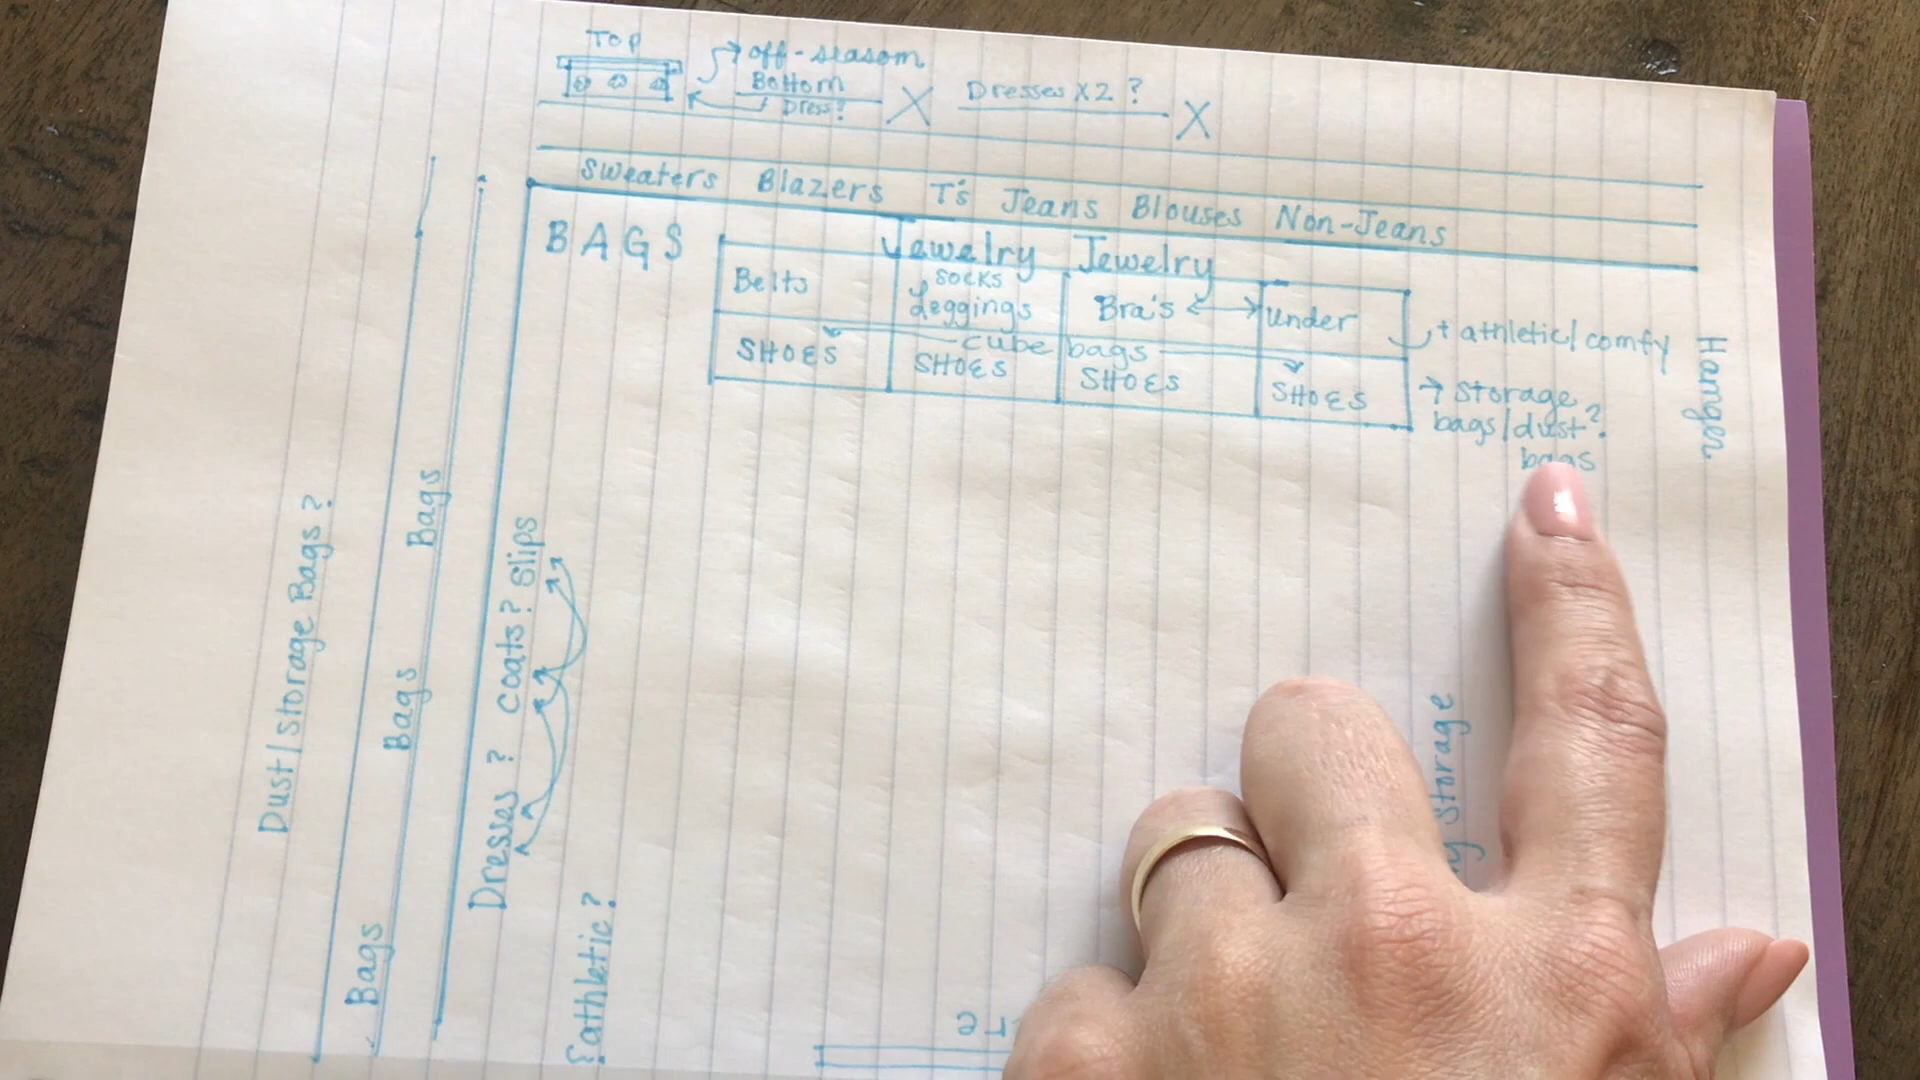 Top
off-season
Bottom
Dress?
Dresses x2 ?
Sweaters Blazers T's Jeans Blouses Non-Jeans
BAGS
Jewelry Jewelry
Belts
socks
Leggings
Bra's
Under
+ athletic/comfy
cube bags
SHOES SHOES SHOES SHOES
storage
bags/dust?
bags
Hanger
Dust/storage Bags?
Bags Bags Bags
Dresses ? coats? slips
athletic?
storage